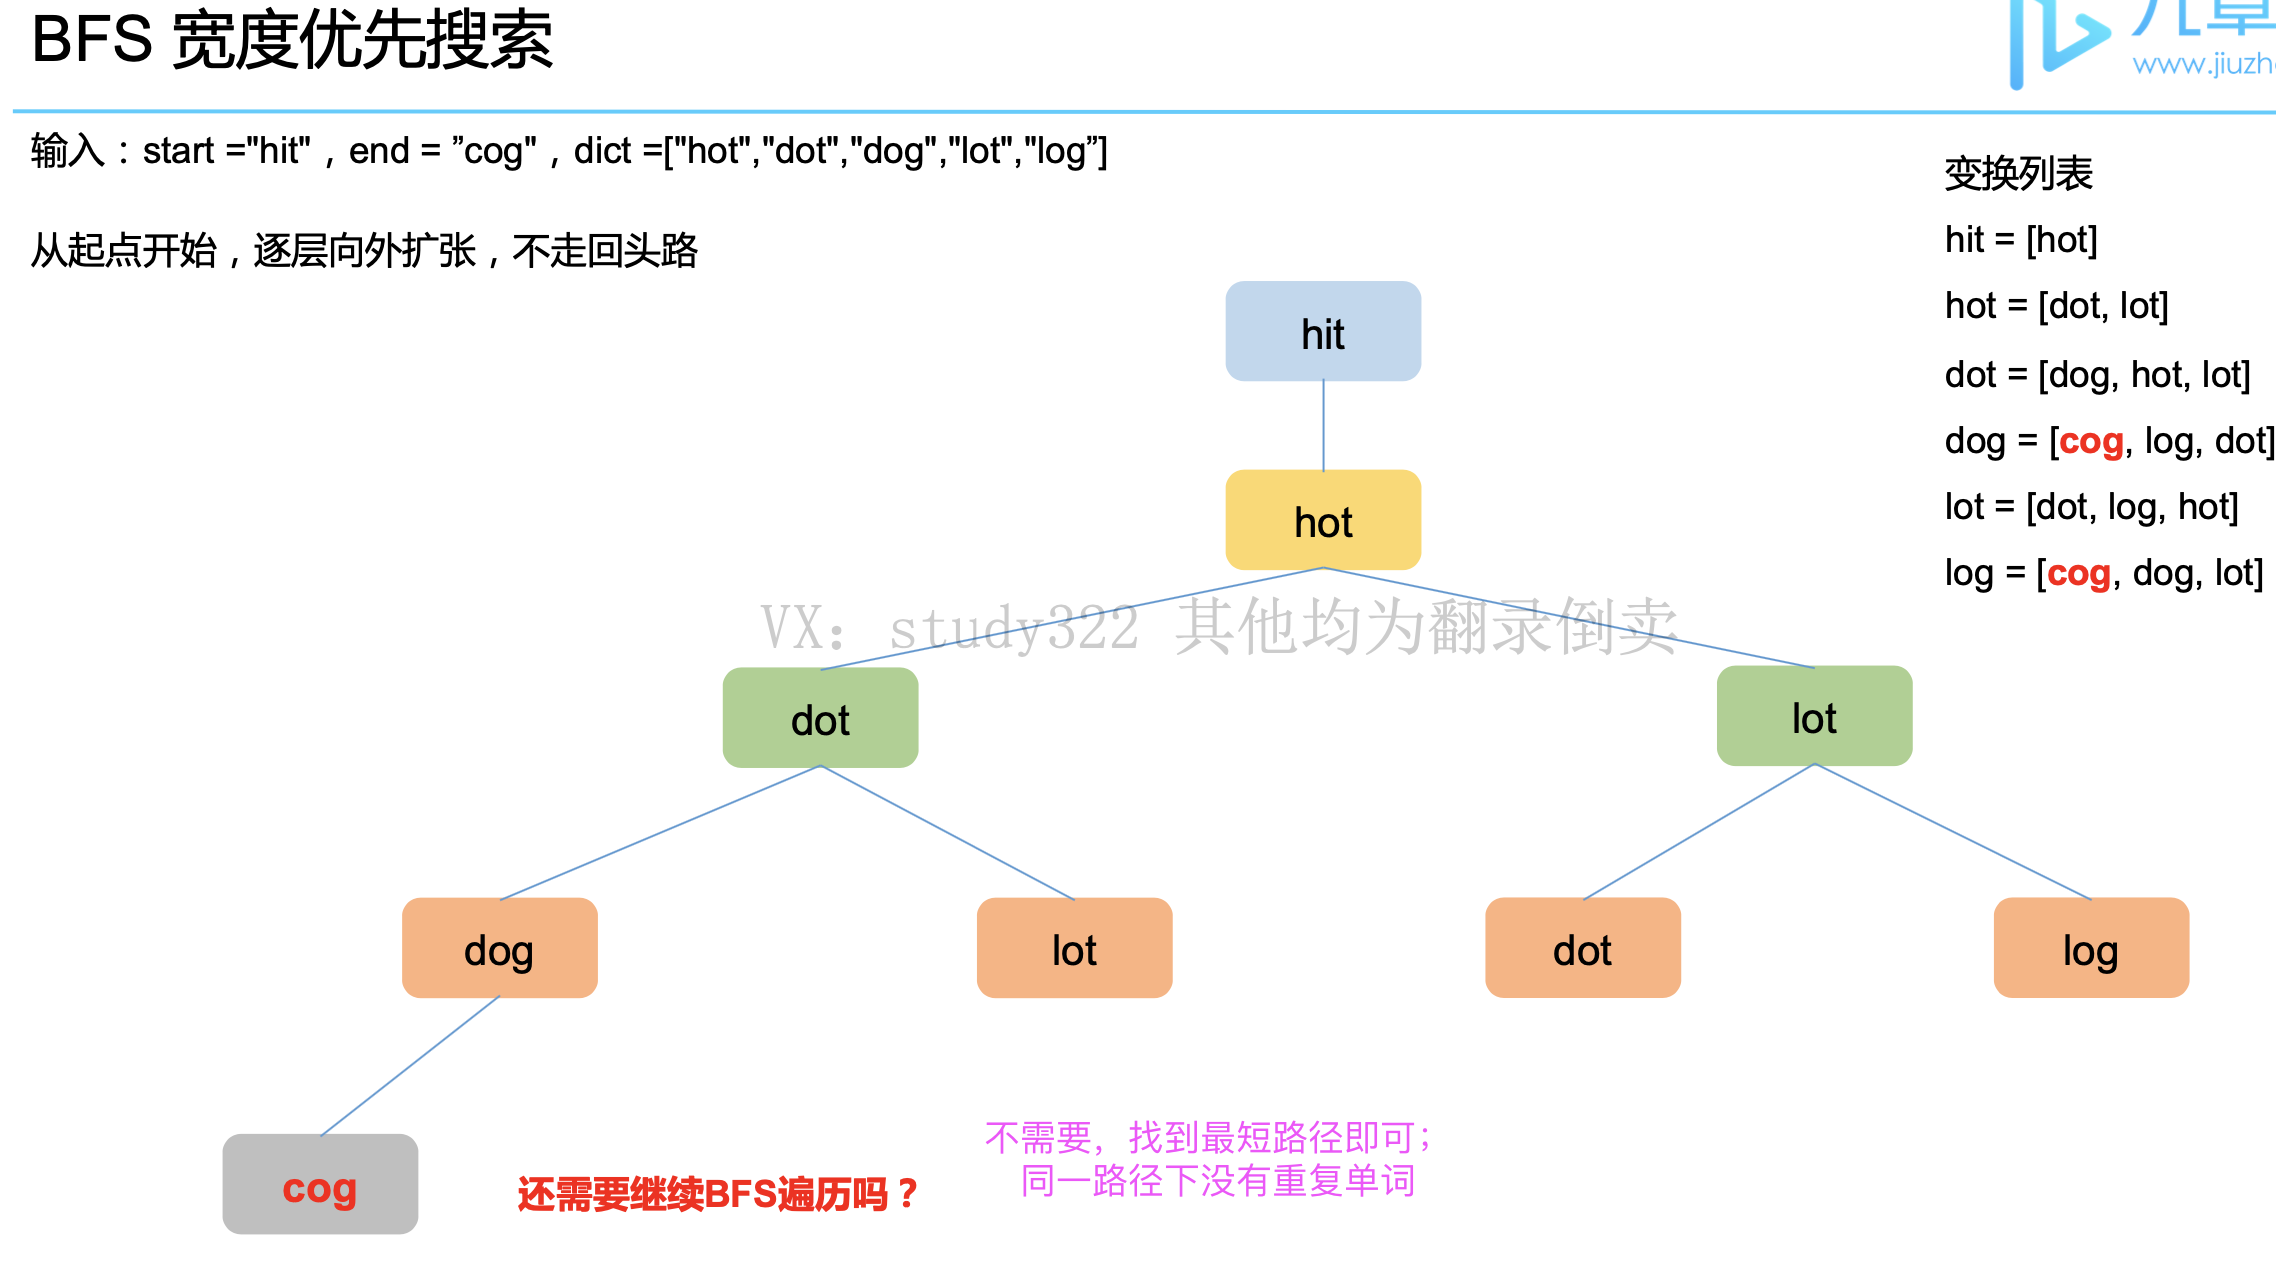 BFS 宽度优先搜索
输入：start ="hit"，end = ”cog"，dict =["hot","dot","dog","lot","log”]
从起点开始，逐层向外扩张，不走回头路
变换列表
hit = [hot]
hot = [dot, lot]
dot = [dog, hot, lot]
dog = [cog, log, dot]
lot = [dot, log, hot]
log = [cog, dog, lot]
hit
hot
VX：study322 其他均为翻录倒卖
dot
lot
dog
lot
dot
log
cog
还需要继续BFS遍历吗？
不需要，找到最短路径即可；
同一路径下没有重复单词